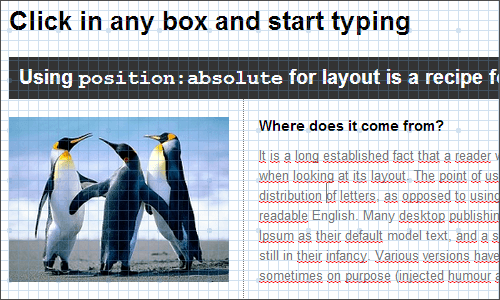 Click in any box and start typing
Using position:absolute for layout is a recipe
Where does it come from?
It is a long established fact that a reader
when looking at its layout. The point of
distribution of letters, as opposed to using
readable English. Many desktop publishing
Ipsum as their default model text, and a
still in their infancy. Various versions have
sometimes on purpose (injected humour